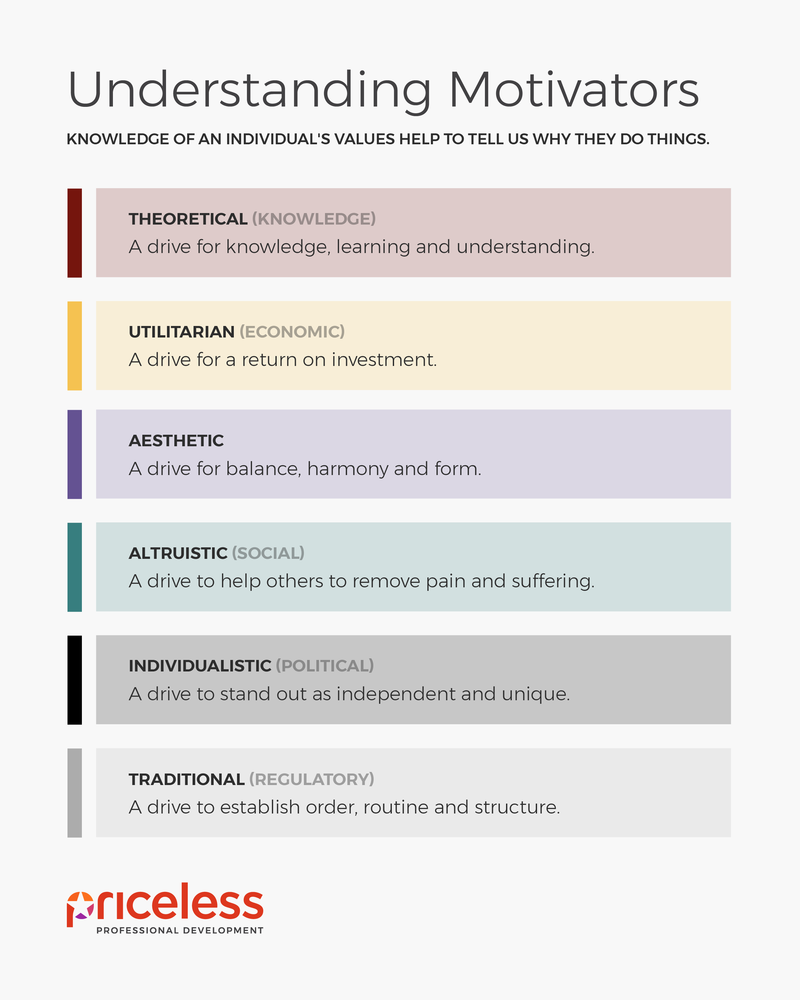 Understanding Motivators
KNOWLEDGE OF AN INDIVIDUAL'S VALUES HELP TO TELL US WHY THEY DO THINGS.
THEORETICAL (KNOWLEDGE)
A drive for knowledge, learning and understanding.
UTILITARIAN (ECONOMIC)
A drive for a return on investment.
AESTHETIC
A drive for balance, harmony and form.
ALTRUISTIC (SOCIAL)
A drive to help others to remove pain and suffering.
INDIVIDUALISTIC (POLITICAL)
A drive to stand out as independent and unique.
TRADITIONAL (REGULATORY)
A drive to establish order, routine and structure.
priceless
PROFESSIONAL DEVELOPMENT